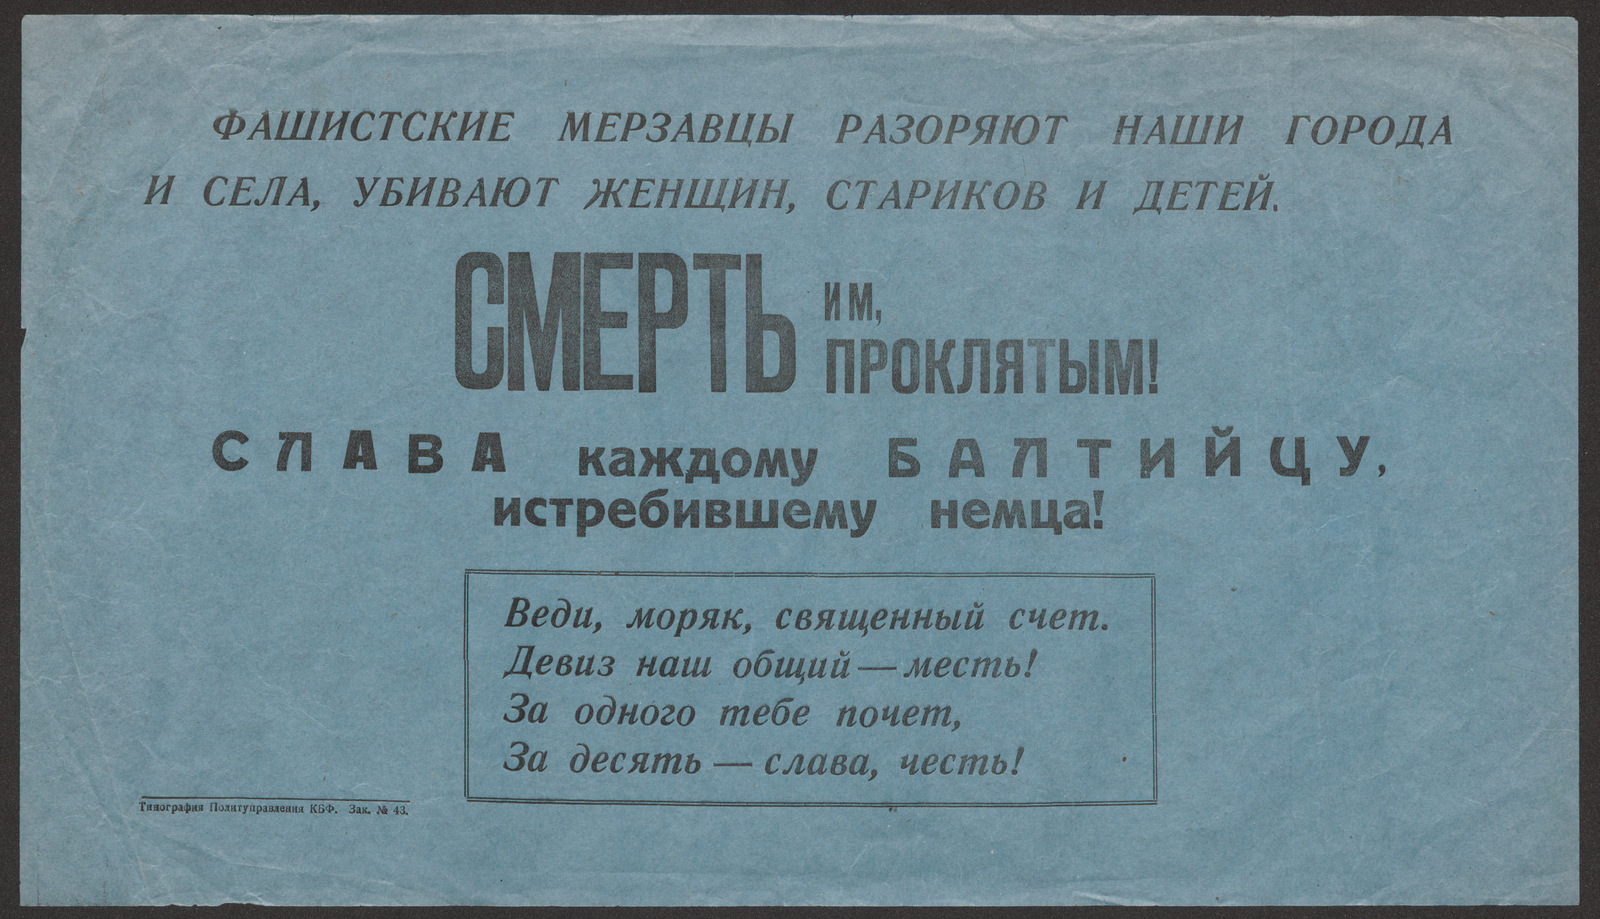 ФАШИСТСКИЕ МЕРЗАВЦЫ РАЗОРЯЮТ НАШИ ГОРОДА
И СЕЛА, УБИВАЮТ ЖЕНЩИН, СТАРИКОВ И ДЕТЕЙ.
СМЕРТЬ ИМ,
ПРОКЛЯТЫМ!
СЛАВА каждому БАЛТИЙЦУ,
истребившему немца!
Веди, моряк, священный счет.
Девиз наш общий — месть!
За одного тебе почет,
За десять — слава, честь!
Типография Политуправления КБФ. Зак. № 43.